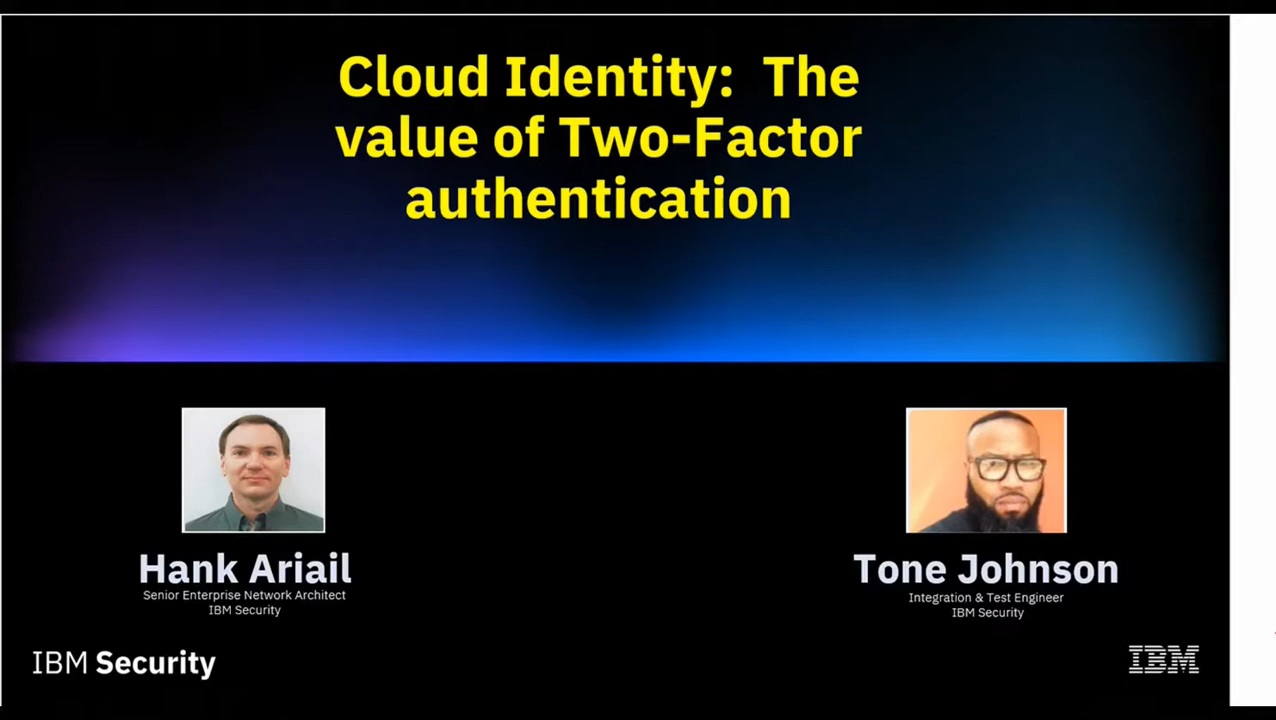 Cloud Identity: The
value of Two-Factor
authentication
Hank Ariail
Senior Enterprise Network Architect
IBM Security
Tone Johnson
Integration & Test Engineer
IBM Security
IBM Security
IBM